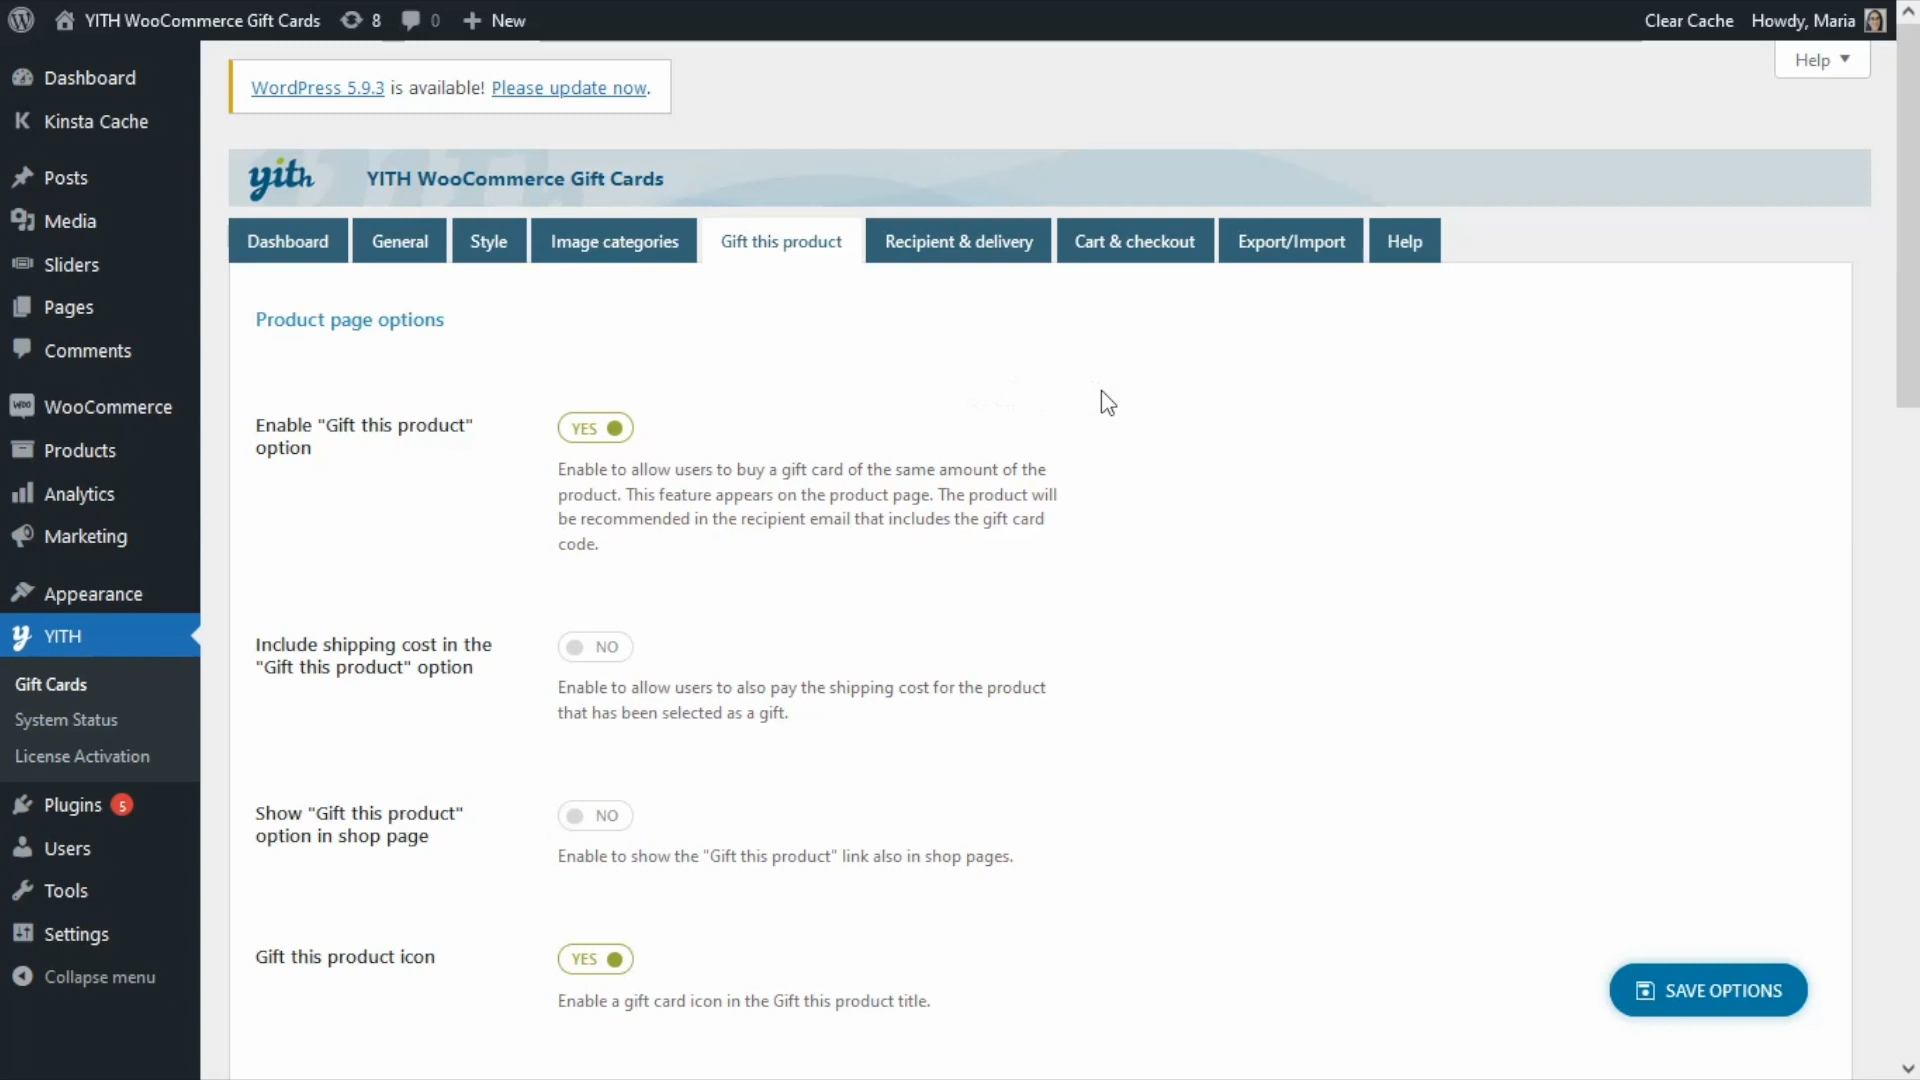 YITH WooCommerce Gift Cards
8
0
New
Clear Cache
Howdy, Maria
Dashboard
Kinsta Cache
Posts
Media
Sliders
Pages
Comments
WooCommerce
Products
Analytics
Marketing
Appearance
YITH
Gift Cards
System Status
License Activation
Plugins 5
Users
Tools
Settings
Collapse menu
Help
WordPress 5.9.3 is available! Please update now.
yith
YITH WooCommerce Gift Cards
Dashboard
General
Style
Image categories
Gift this product
Recipient & delivery
Cart & checkout
Export/Import
Help
Product page options
Enable "Gift this product"
option
YES
Enable to allow users to buy a gift card of the same amount of the
product. This feature appears on the product page. The product will
be recommended in the recipient email that includes the gift card
code.
Include shipping cost in the
"Gift this product" option
NO
Enable to allow users to also pay the shipping cost for the product
that has been selected as a gift.
Show "Gift this product"
option in shop page
NO
Enable to show the "Gift this product" link also in shop pages.
Gift this product icon
YES
Enable a gift card icon in the Gift this product title.
SAVE OPTIONS